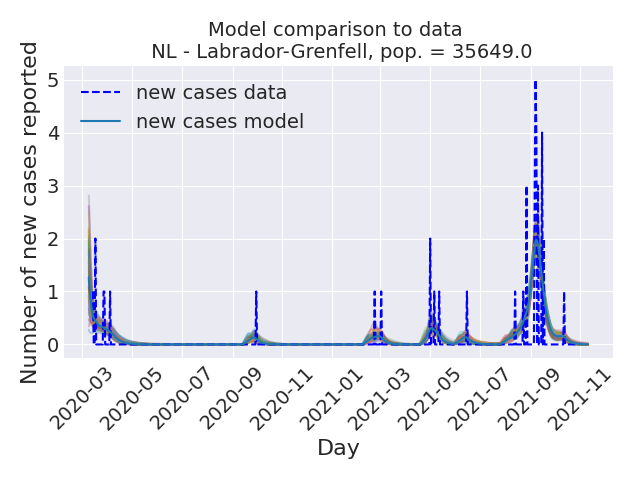 Model comparison to data
NL - Labrador-Grenfell, pop. = 35649.0
Number of new cases reported
5
4
3
2
1
0
new cases data
new cases model
2020-03
2020-05
2020-07
2020-09
2020-11
2021-01
2021-03
2021-05
2021-07
2021-09
2021-11
Day